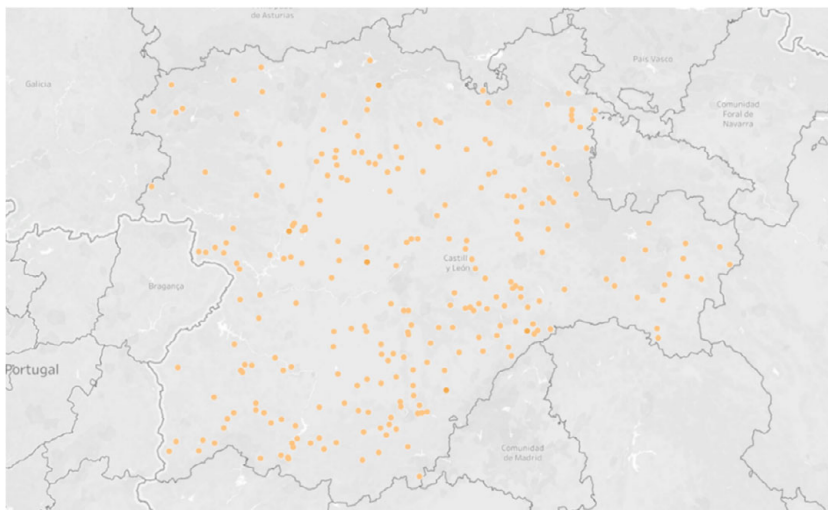 de Asturias
País Vasco
Galicia
Comunidad
Foral de
Navarra
Castill
y León
Bragança
Portugal
Comunidad
de Madrid